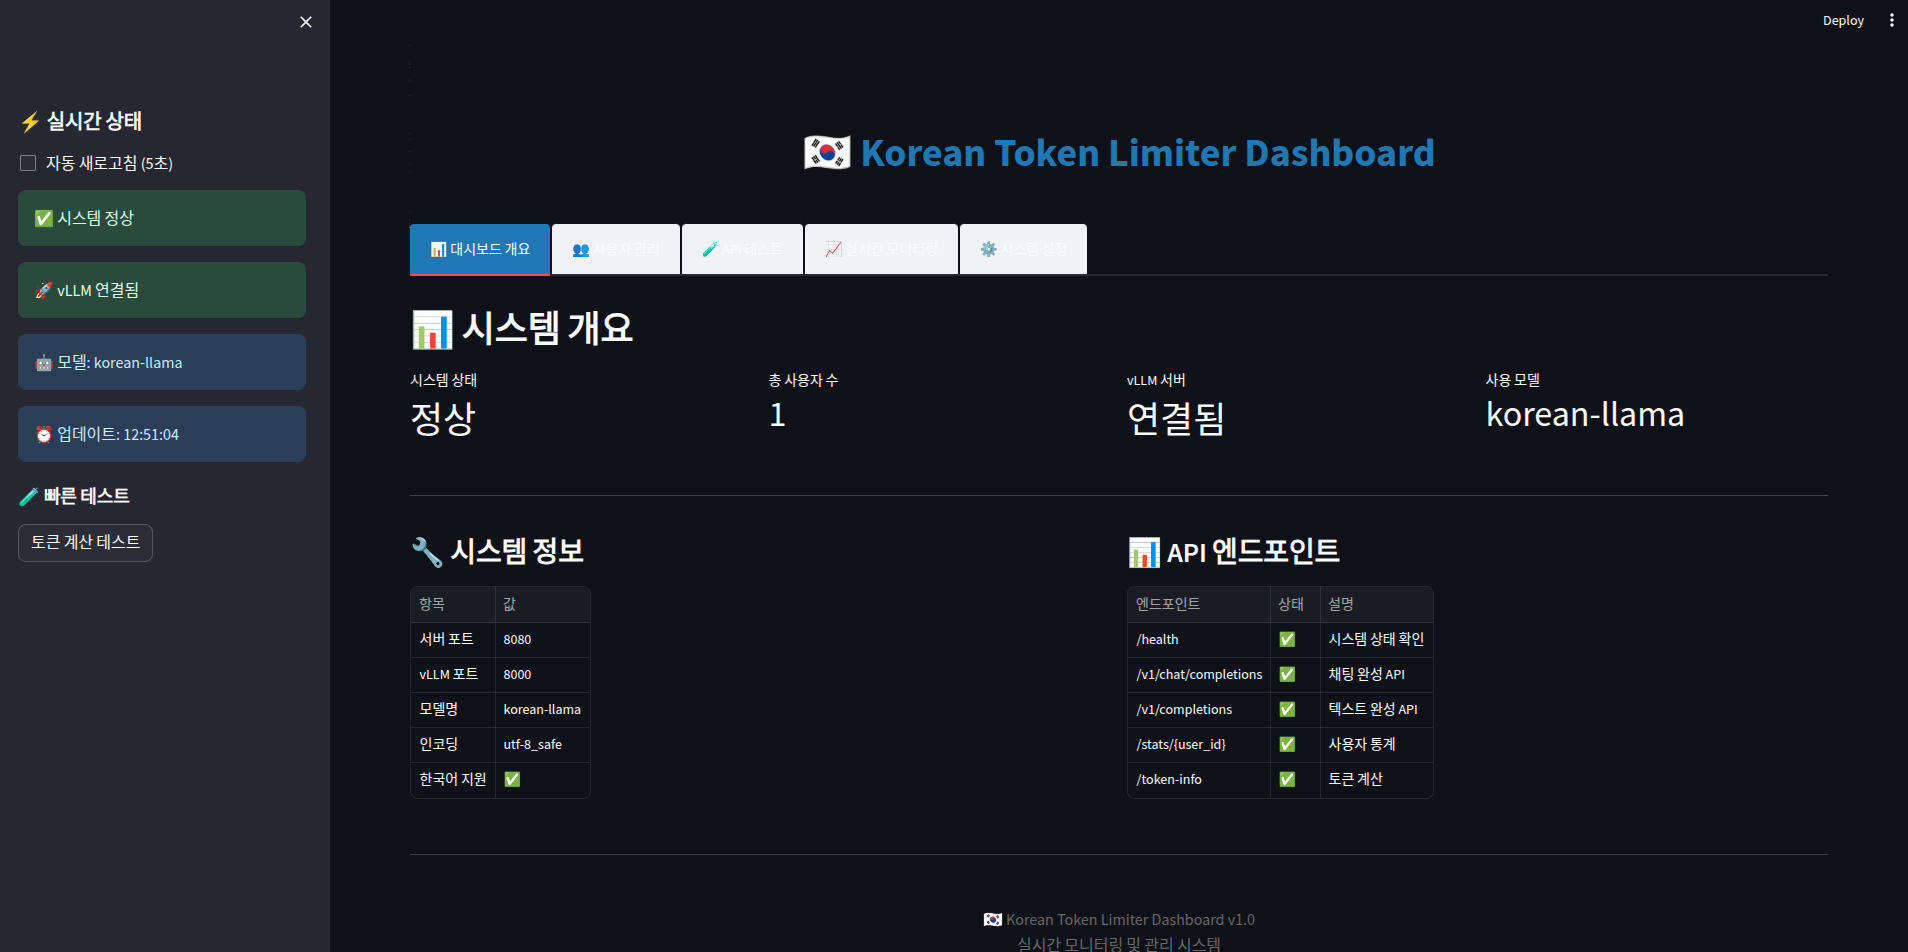 Deploy
⚡ 실시간 상태
자동 새로고침 (5초)
✅ 시스템 정상
🚀 vLLM 연결됨
🤖 모델: korean-llama
⏰ 업데이트: 12:51:04
🧪 빠른 테스트
토큰 계산 테스트
🇰🇷 Korean Token Limiter Dashboard
📊 대시보드 개요 👥 사용자 관리 🧪 API 테스트 📈 실시간 모니터링 ⚙️ 시스템 설정
📊 시스템 개요
시스템 상태 총 사용자 수 vLLM 서버 사용 모델
정상 1 연결됨 korean-llama
🔧 시스템 정보
항목 값
서버 포트 8080
vLLM 포트 8000
모델명 korean-llama
인코딩 utf-8_safe
한국어 지원 ✅
📊 API 엔드포인트
엔드포인트 상태 설명
/health ✅ 시스템 상태 확인
/v1/chat/completions ✅ 채팅 완성 API
/v1/completions ✅ 텍스트 완성 API
/stats/{user_id} ✅ 사용자 통계
/token-info ✅ 토큰 계산
🇰🇷 Korean Token Limiter Dashboard v1.0
실시간 모니터링 및 관리 시스템